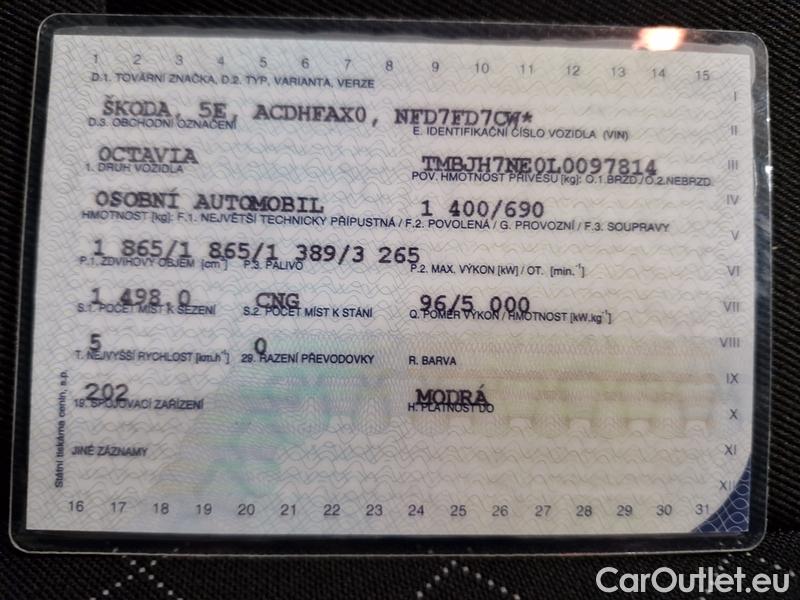 1 2 3 4 5 6 7 8 9 10 11 12 13 14 15
D.1. TOVÁRNÍ ZNAČKA, D.2. TYP, VARIANTA, VERZE
I
ŠKODA, 5E, ACDHFAX0, NFD7FD7CW*
D.3. OBCHODNÍ OZNAČENÍ E. IDENTIFIKAČNÍ ČÍSLO VOZIDLA (VIN)
II
OCTAVIA TMBJH7NE0L0097814
III
1. DRUH VOZIDLA POV. HMOTNOST PŘÍVĚSU [kg]: O.1. BRZD./O.2. NEBRZD.
OSOBNÍ AUTOMOBIL 1 400/690
IV
HMOTNOST [kg]: F.1. NEJVĚTŠÍ TECHNICKY PŘÍPUSTNÁ / F.2. POVOLENÁ / G. PROVOZNÍ / F.3. SOUPRAVY
V
1 865/1 865/1 389/3 265
P.1. ZDVIHOVÝ OBJEM [cm³] P.3. PALIVO P.2. MAX. VÝKON [kW] / OT. [min.⁻¹]
VI
1 498.0 CNG 96/5 000
VII
S.1. POČET MÍST K SEZENÍ S.2. POČET MÍST K STÁNÍ Q. POMĚR VÝKON / HMOTNOST [kW.kg⁻¹]
5 0
VIII
T. NEJVYŠŠÍ RYCHLOST [km.h⁻¹] 29. ŘAZENÍ PŘEVODOVKY R. BARVA
IX
202 MODRÁ
19. SPOJOVACÍ ZAŘÍZENÍ H. PLATNOST DO
X
JINÉ ZÁZNAMY
XI
XII
Státní tiskárna cenin, s.p.
16 17 18 19 20 21 22 23 24 25 26 27 28 29 30 31
CarOutlet.eu